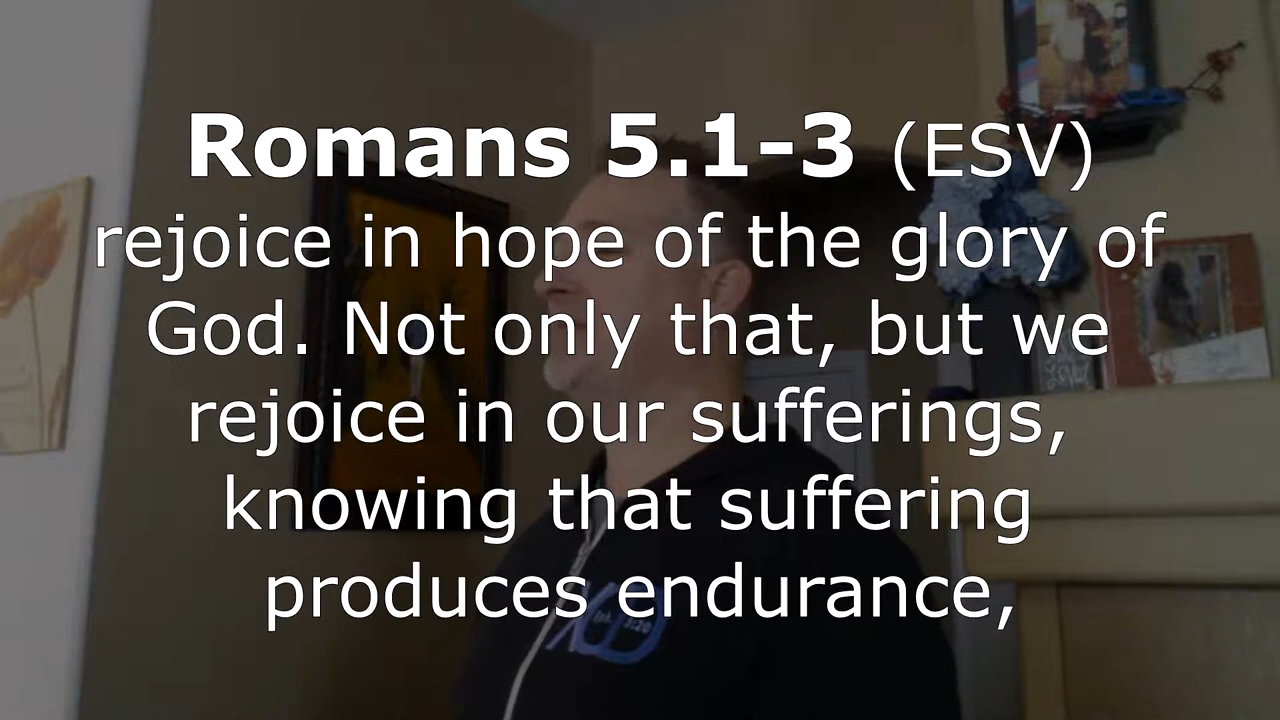 Romans 5.1-3 (ESV)
rejoice in hope of the glory of
God. Not only that, but we
rejoice in our sufferings,
knowing that suffering
produces endurance,